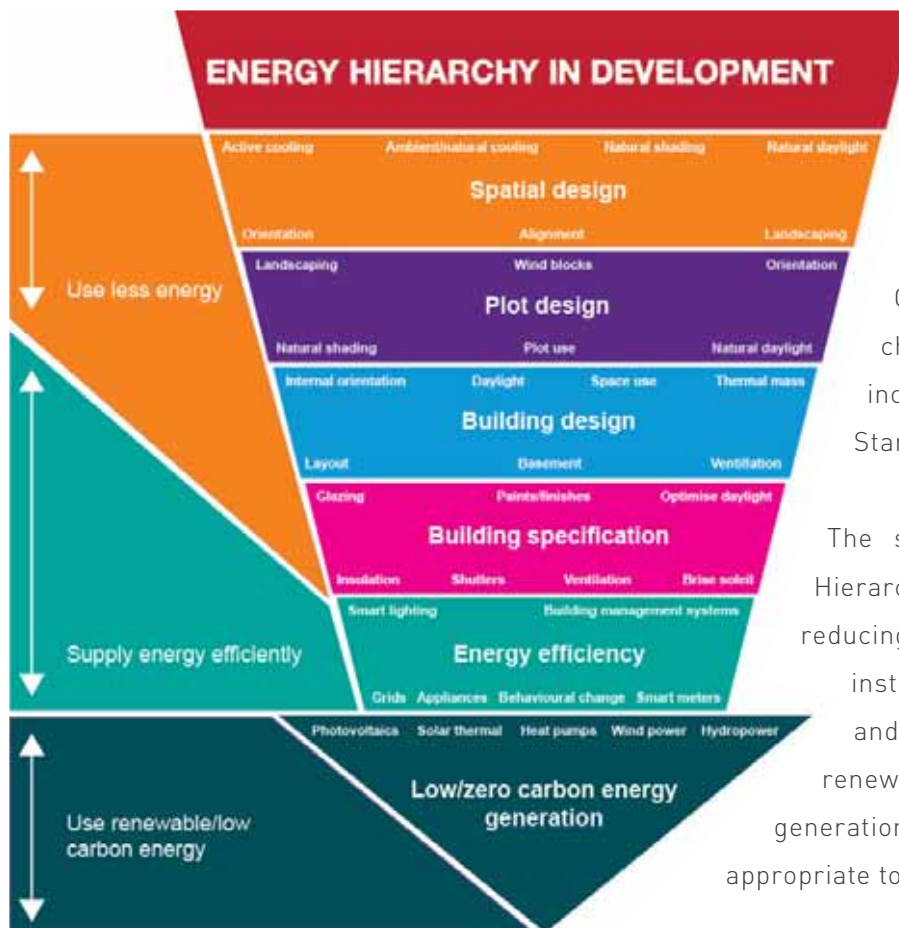 ENERGY HIERARCHY IN DEVELOPMENT
Active cooling Ambient/natural cooling Natural shading Natural daylight
Spatial design
Orientation Alignment Landscaping
Use less energy
Landscaping Wind blocks Orientation
Plot design
Natural shading Plot use Natural daylight
Internal orientation Daylight Space use Thermal mass
Building design
Layout Basement Ventillation
Glazing Paints/finishes Optimise daylight
Building specification
Insulation Shutters Ventilation Brise soleil
Supply energy efficiently
Smart lighting Building management systems
Energy efficiency
Grids Appliances Behavioural change Smart meters
Use renewable/low
carbon energy
Photovoltaics Solar thermal Heat pumps Wind power Hydropower
Low/zero carbon energy
generation
ch
inc
Star
The s
Hierarc
reducing
inst
and
renew
generation
appropriate to